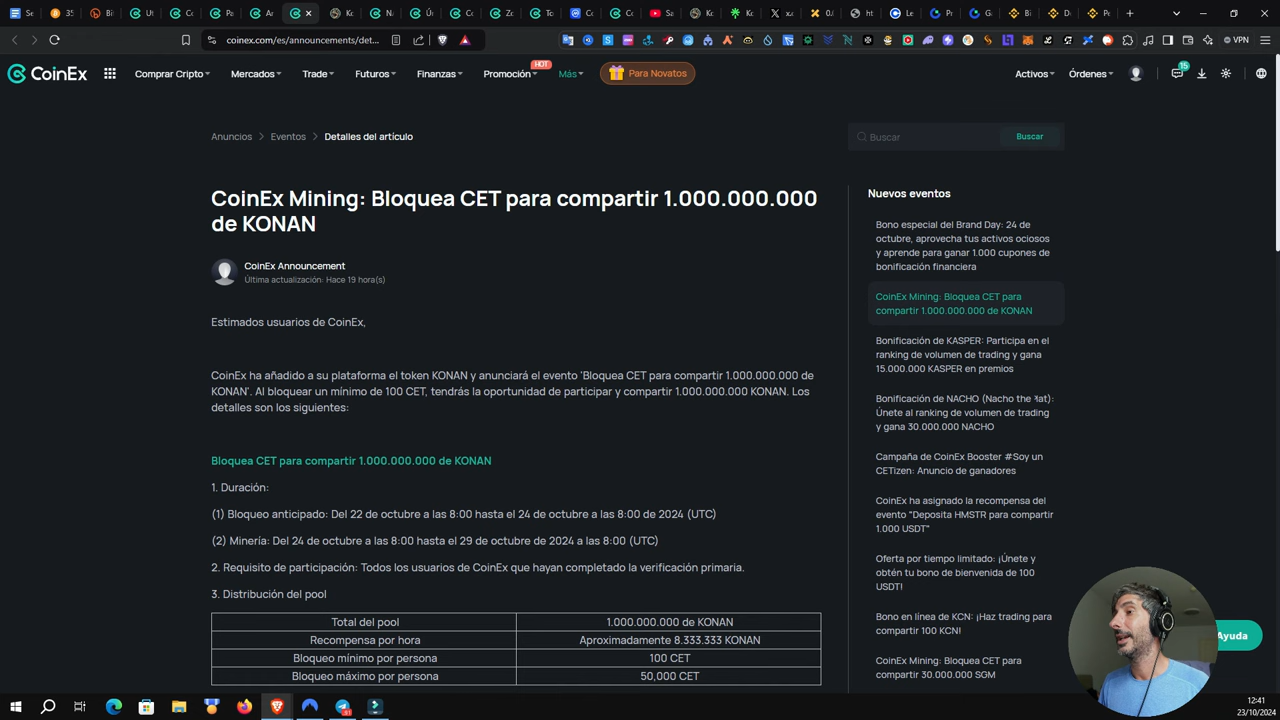 coinex.com/es/announcements/det...
VPN
CoinEx
Comprar Cripto
Mercados
Trade
Futuros
Finanzas
Promoción
HOT
Más
Para Novatos
Activos
Órdenes
15
Anuncios
Eventos
Detalles del artículo
Buscar
Buscar
CoinEx Mining: Bloquea CET para compartir 1.000.000.000
de KONAN
CoinEx Announcement
Última actualización: Hace 19 hora(s)
Estimados usuarios de CoinEx,
CoinEx ha añadido a su plataforma el token KONAN y anunciará el evento 'Bloquea CET para compartir 1.000.000.000 de
KONAN'. Al bloquear un mínimo de 100 CET, tendrás la oportunidad de participar y compartir 1.000.000.000 KONAN. Los
detalles son los siguientes:
Bloquea CET para compartir 1.000.000.000 de KONAN
1. Duración:
(1) Bloqueo anticipado: Del 22 de octubre a las 8:00 hasta el 24 de octubre a las 8:00 de 2024 (UTC)
(2) Minería: Del 24 de octubre a las 8:00 hasta el 29 de octubre de 2024 a las 8:00 (UTC)
2. Requisito de participación: Todos los usuarios de CoinEx que hayan completado la verificación primaria.
3. Distribución del pool
Total del pool 1.000.000.000 de KONAN
Recompensa por hora Aproximadamente 8.333.333 KONAN
Bloqueo mínimo por persona 100 CET
Bloqueo máximo por persona 50,000 CET
Nuevos eventos
Bono especial del Brand Day: 24 de
octubre, aprovecha tus activos ociosos
y aprende para ganar 1.000 cupones de
bonificación financiera
CoinEx Mining: Bloquea CET para
compartir 1.000.000.000 de KONAN
Bonificación de KASPER: Participa en el
ranking de volumen de trading y gana
15.000.000 KASPER en premios
Bonificación de NACHO (Nacho the Kat):
Únete al ranking de volumen de trading
y gana 30.000.000 NACHO
Campaña de CoinEx Booster #Soy un
CETizen: Anuncio de ganadores
CoinEx ha asignado la recompensa del
evento "Deposita HMSTR para compartir
1.000 USDT"
Oferta por tiempo limitado: ¡Únete y
obtén tu bono de bienvenida de 100
USDT!
Bono en línea de KCN: ¡Haz trading para
compartir 100 KCN!
CoinEx Mining: Bloquea CET para
compartir 30.000.000 SGM
Ayuda
12:41
23/10/2024